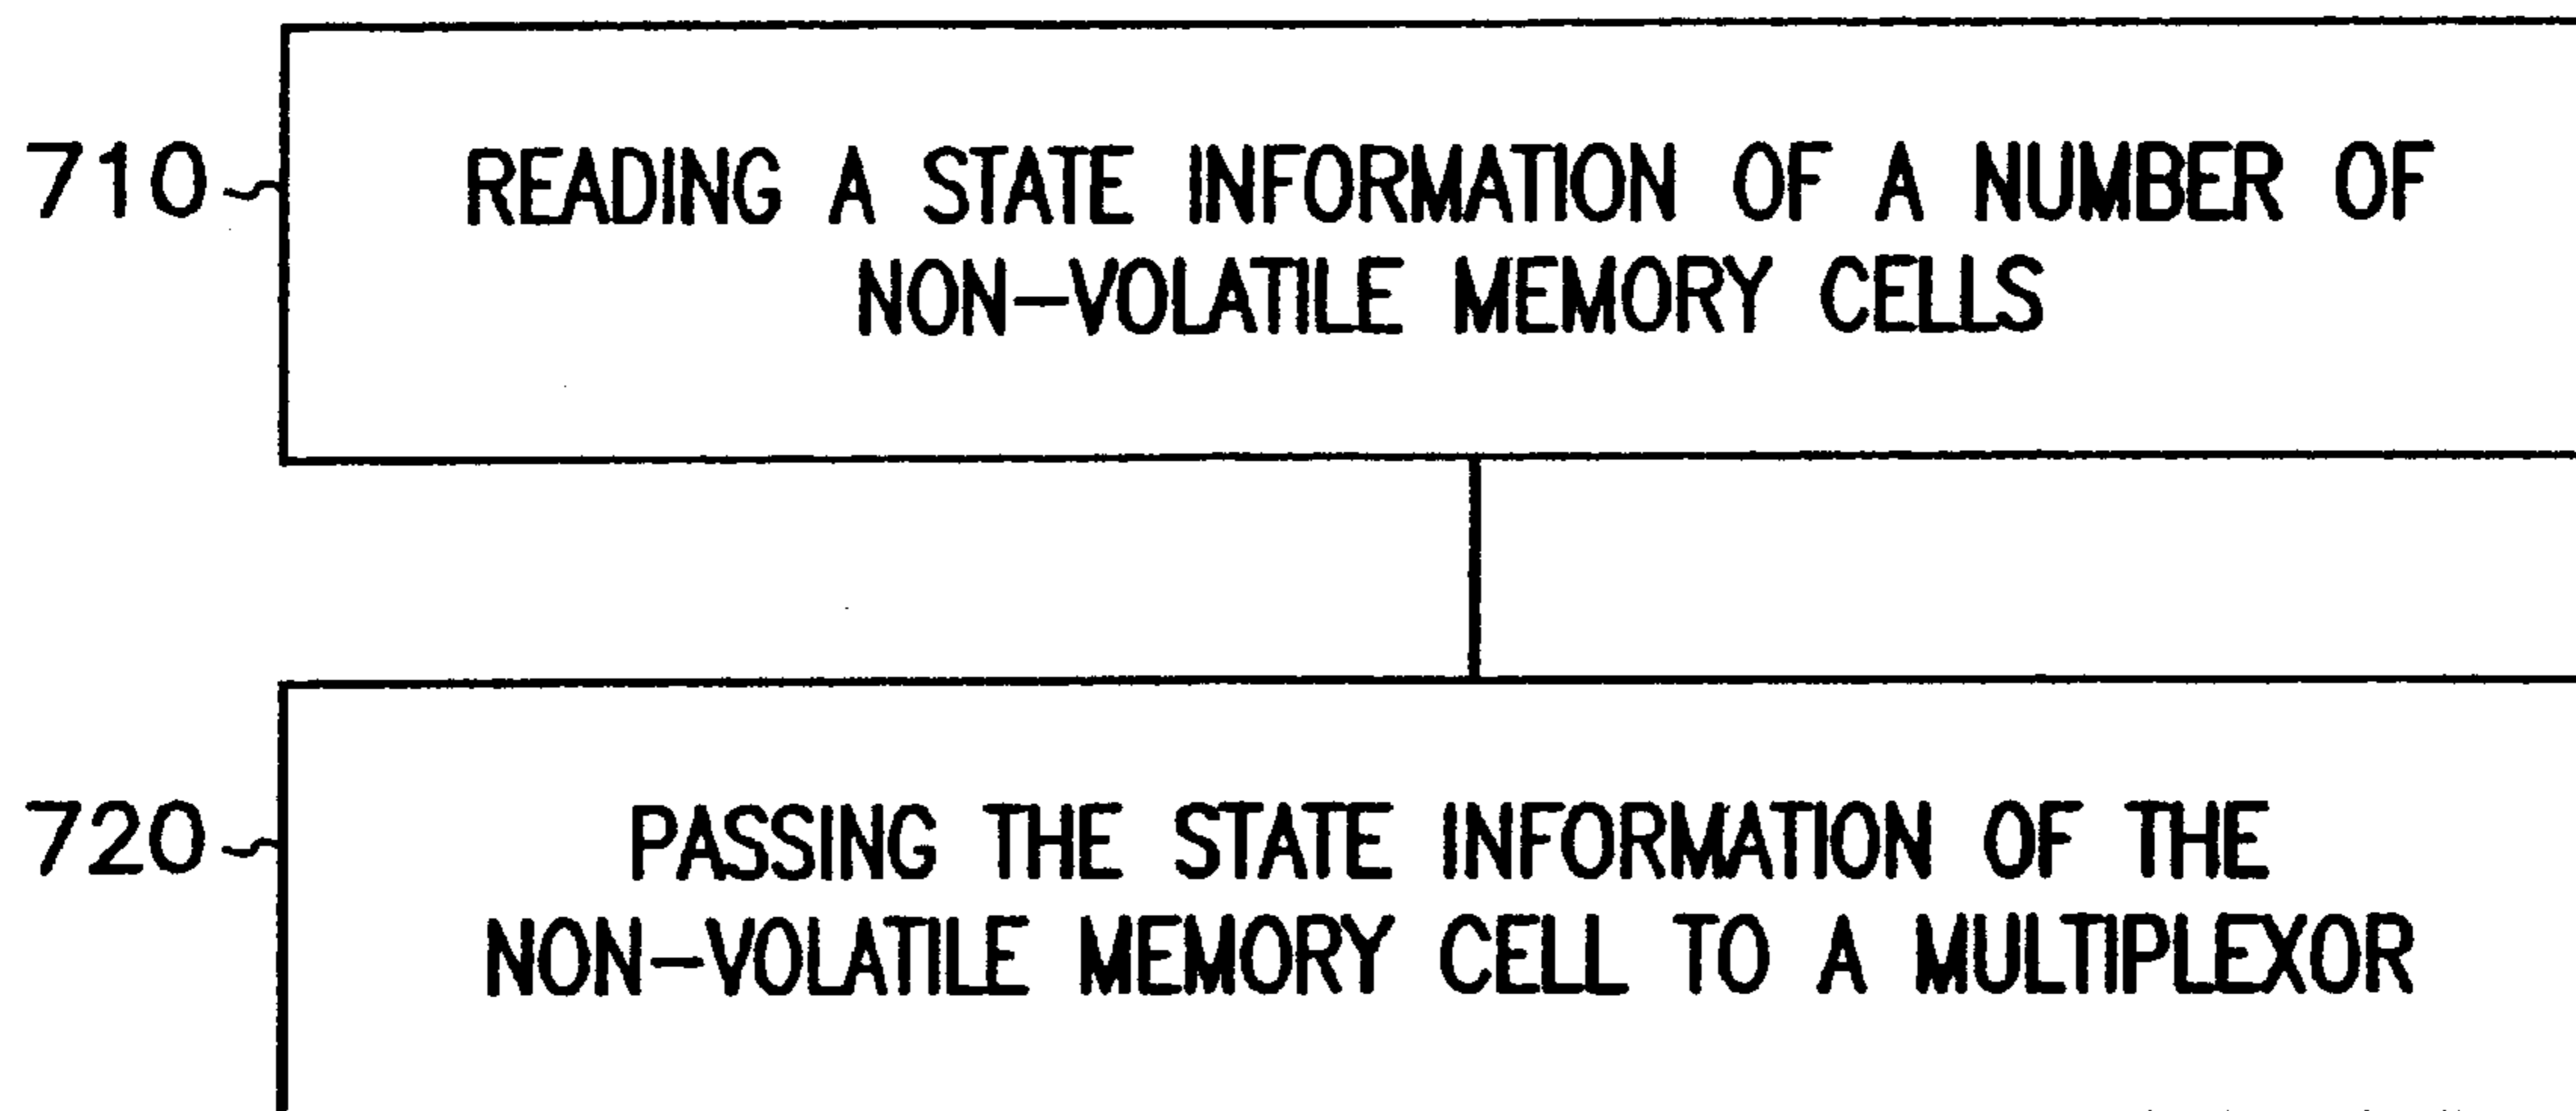 710
READING A STATE INFORMATION OF A NUMBER OF
NON-VOLATILE MEMORY CELLS
720
PASSING THE STATE INFORMATION OF THE
NON-VOLATILE MEMORY CELL TO A MULTIPLEXOR